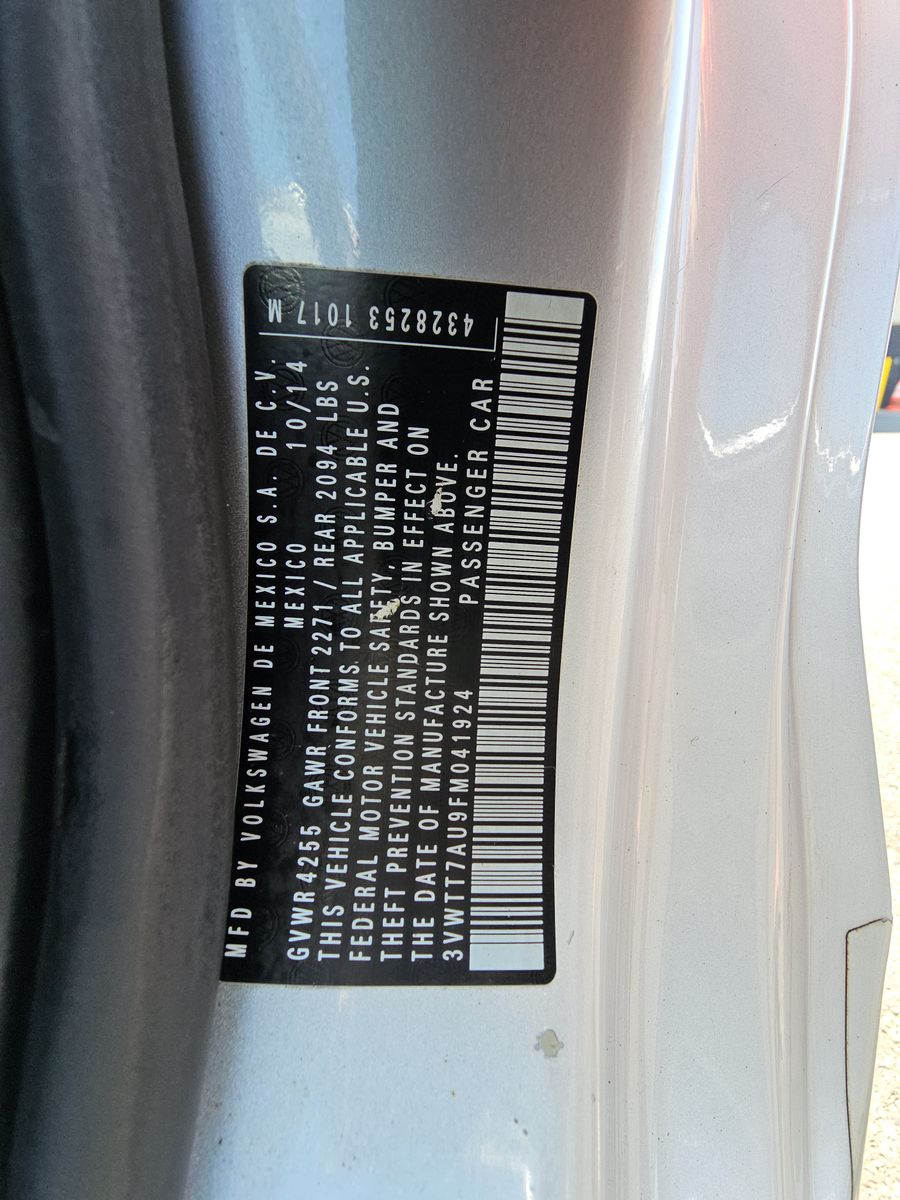 MFD BY VOLKSWAGEN DE MEXICO S.A. DE C.V.
MEXICO 10/14
GVWR 4255 GAWR FRONT 2271 / REAR 2094 LBS
THIS VEHICLE CONFORMS TO ALL APPLICABLE U.S.
FEDERAL MOTOR VEHICLE SAFETY, BUMPER AND
THEFT PREVENTION STANDARDS IN EFFECT ON
THE DATE OF MANUFACTURE SHOWN ABOVE.
3VWTT7AU9FM041924 PASSENGER CAR
4328253 1017 M